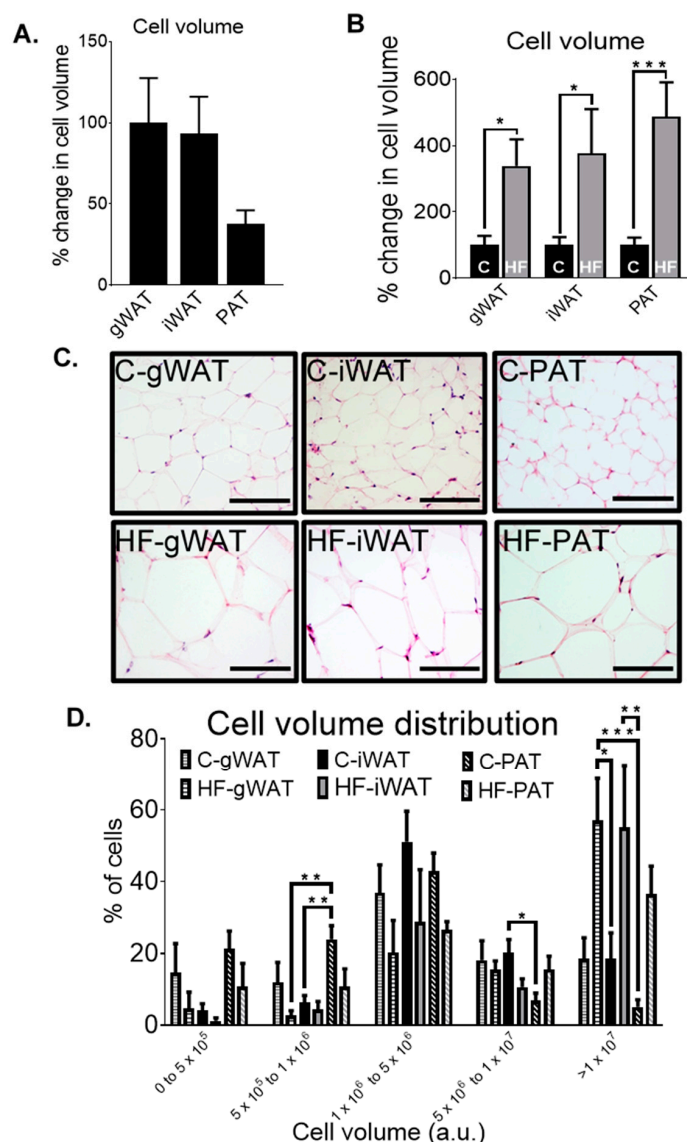 A.
Cell volume
% change in cell volume
150
100
50
0
gWAT
iWAT
PAT
B
Cell volume
% change in cell volume
600
400
200
0
*
*
***
C
HF
C
HF
C
HF
gWAT
iWAT
PAT
C.
C-gWAT
C-iWAT
C-PAT
HF-gWAT
HF-iWAT
HF-PAT
D.
Cell volume distribution
C-gWAT
C-iWAT
C-PAT
HF-gWAT
HF-iWAT
HF-PAT
% of cells
80
60
40
20
0
**
**
*
**
***
*
0 to 5 x 10⁵
5 x 10⁵ to 1 x 10⁶
1 x 10⁶ to 5 x 10⁶
5 x 10⁶ to 1 x 10⁷
>1 x 10⁷
Cell volume (a.u.)